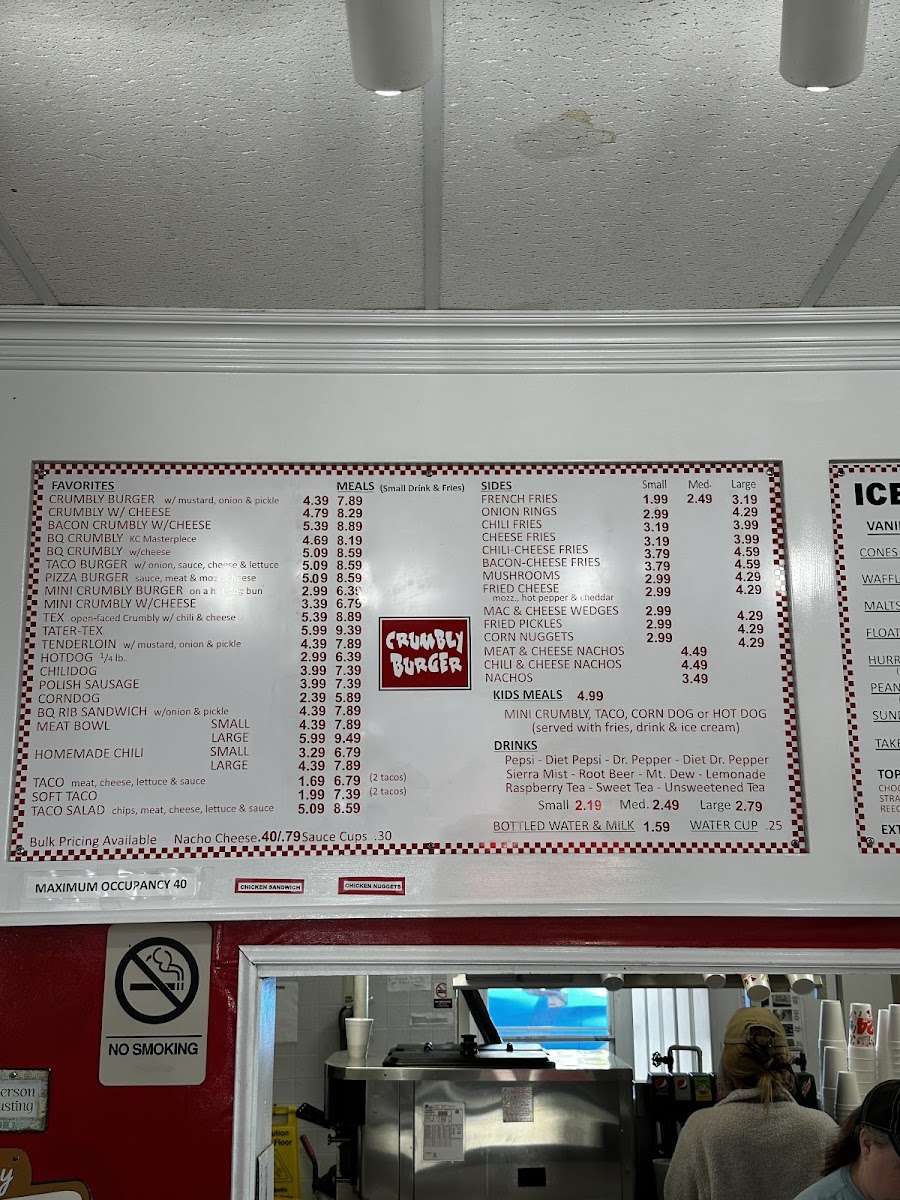 FAVORITES MEALS (Small Drink & Fries)
CRUMBLY BURGER w/ mustard, onion & pickle 4.39 7.89
CRUMBLY W/ CHEESE 4.79 8.29
BACON CRUMBLY W/CHEESE 5.39 8.89
BQ CRUMBLY KC Masterpiece 4.69 8.19
BQ CRUMBLY w/cheese 5.09 8.59
TACO BURGER w/ onion, sauce, cheese & lettuce 5.09 8.59
PIZZA BURGER sauce, meat & mozz cheese 5.09 8.59
MINI CRUMBLY BURGER on a hot dog bun 2.99 6.39
MINI CRUMBLY W/CHEESE 3.39 6.79
TEX open-faced Crumbly w/ chili & cheese 5.39 8.89
TATER-TEX 5.99 9.39
TENDERLOIN w/ mustard, onion & pickle 4.39 7.89
HOTDOG 1/4 lb. 2.99 6.39
CHILIDOG 3.99 7.39
POLISH SAUSAGE 3.99 7.39
CORNDOG 2.39 5.89
BQ RIB SANDWICH w/onion & pickle 4.39 7.89
MEAT BOWL SMALL 4.39 7.89
LARGE 5.99 9.49
HOMEMADE CHILI SMALL 3.29 6.79
LARGE 4.39 7.89
TACO meat, cheese, lettuce & sauce 1.69 6.79 (2 tacos)
SOFT TACO 1.99 7.39 (2 tacos)
TACO SALAD chips, meat, cheese, lettuce & sauce 5.09 8.59
Bulk Pricing Available Nacho Cheese .40/.79 Sauce Cups .30
CRUMBLY
BURGER
SIDES Small Med. Large
FRENCH FRIES 1.99 2.49 3.19
ONION RINGS 2.99 4.29
CHILI FRIES 3.19 3.99
CHEESE FRIES 3.19 3.99
CHILI-CHEESE FRIES 3.79 4.59
BACON-CHEESE FRIES 3.79 4.59
MUSHROOMS 2.99 4.29
FRIED CHEESE 2.99 4.29
mozz., hot pepper & cheddar
MAC & CHEESE WEDGES 2.99 4.29
FRIED PICKLES 2.99 4.29
CORN NUGGETS 2.99 4.29
MEAT & CHEESE NACHOS 4.49
CHILI & CHEESE NACHOS 4.49
NACHOS 3.49
KIDS MEALS 4.99
MINI CRUMBLY, TACO, CORN DOG or HOT DOG
(served with fries, drink & ice cream)
DRINKS
Pepsi - Diet Pepsi - Dr. Pepper - Diet Dr. Pepper
Sierra Mist - Root Beer - Mt. Dew - Lemonade
Raspberry Tea - Sweet Tea - Unsweetened Tea
Small 2.19 Med. 2.49 Large 2.79
BOTTLED WATER & MILK 1.59 WATER CUP .25
ICE
VANI
CONES
WAFFL
MALTS
FLOAT
HURR
PEAN
SUND
TAKE
TOP
CHOC
STRA
REEC
EXT
MAXIMUM OCCUPANCY 40
CHICKEN SANDWICH
CHICKEN NUGGETS
NO SMOKING
erson
usting